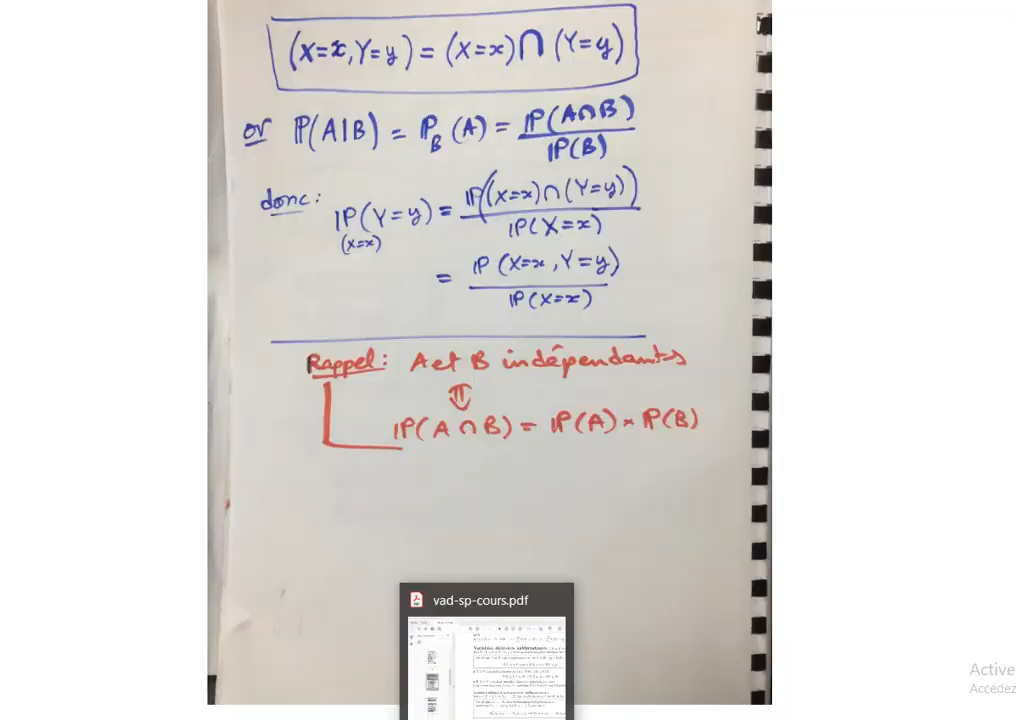 (X=x, Y=y) = (X=x) ∩ (Y=y)
or ℙ(A|B) = ℙ_B(A) = ℙ(A∩B) / ℙ(B)
donc: ℙ_(X=x)(Y=y) = ℙ((X=x)∩(Y=y)) / ℙ(X=x)
= ℙ(X=x, Y=y) / ℙ(X=x)
Rappel: A et B indépendants
⇓
ℙ(A ∩ B) = ℙ(A) × ℙ(B)
vad-sp-cours.pdf
Active
Accédez